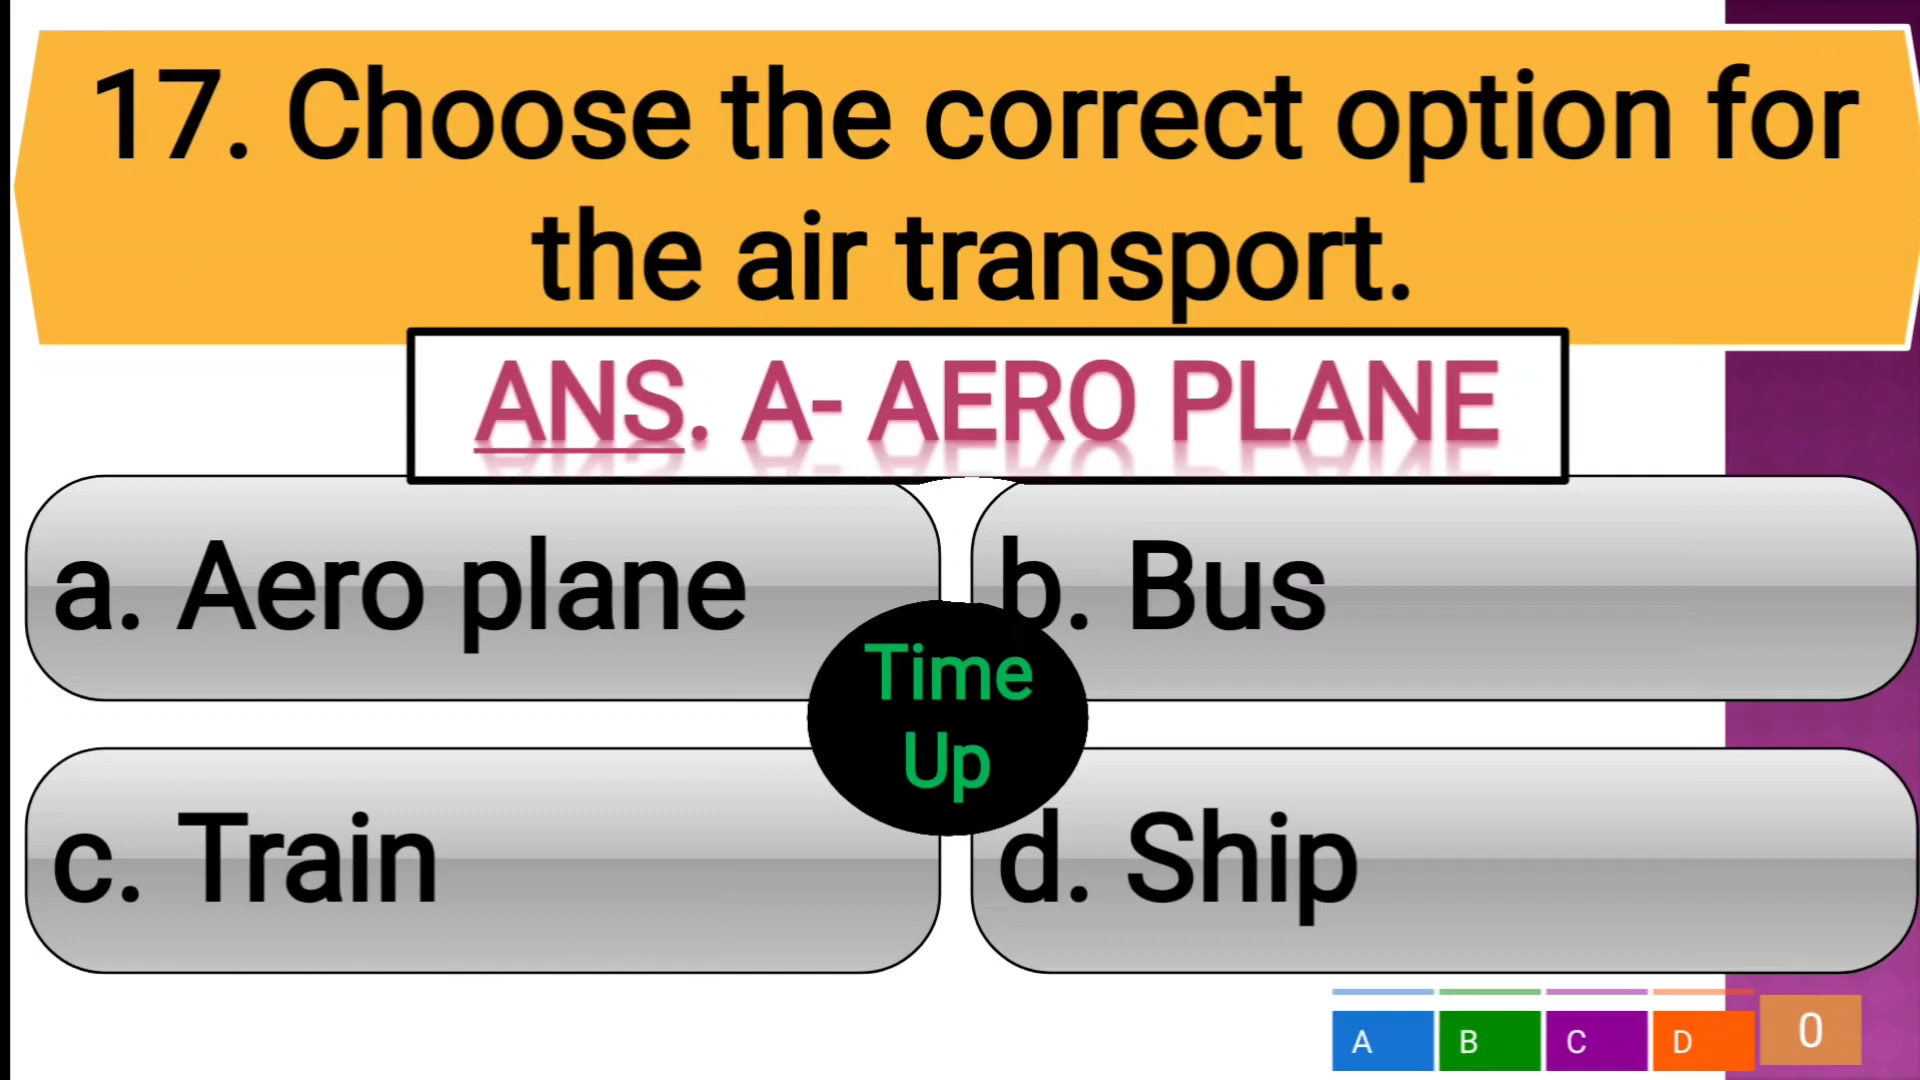 17. Choose the correct option for
the air transport.
ANS. A- AERO PLANE
a. Aero plane
b. Bus
Time
Up
c. Train
d. Ship
A B C D 0